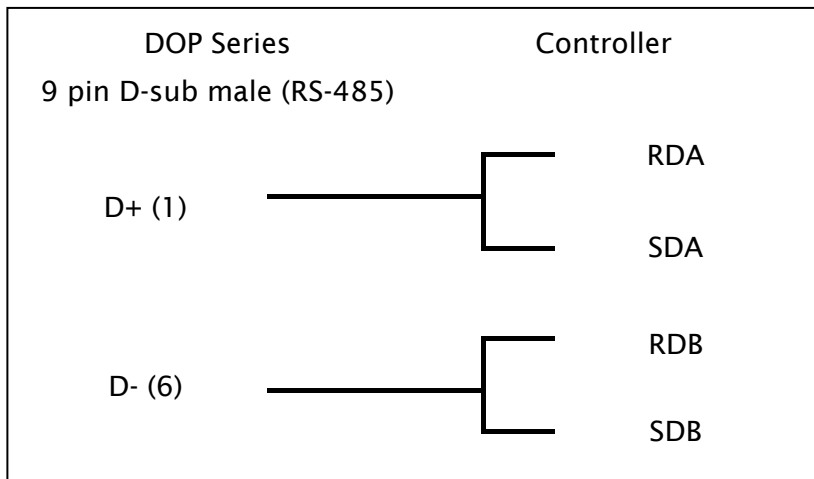 DOP Series
Controller
9 pin D-sub male (RS-485)
D+ (1)
RDA
SDA
D- (6)
RDB
SDB